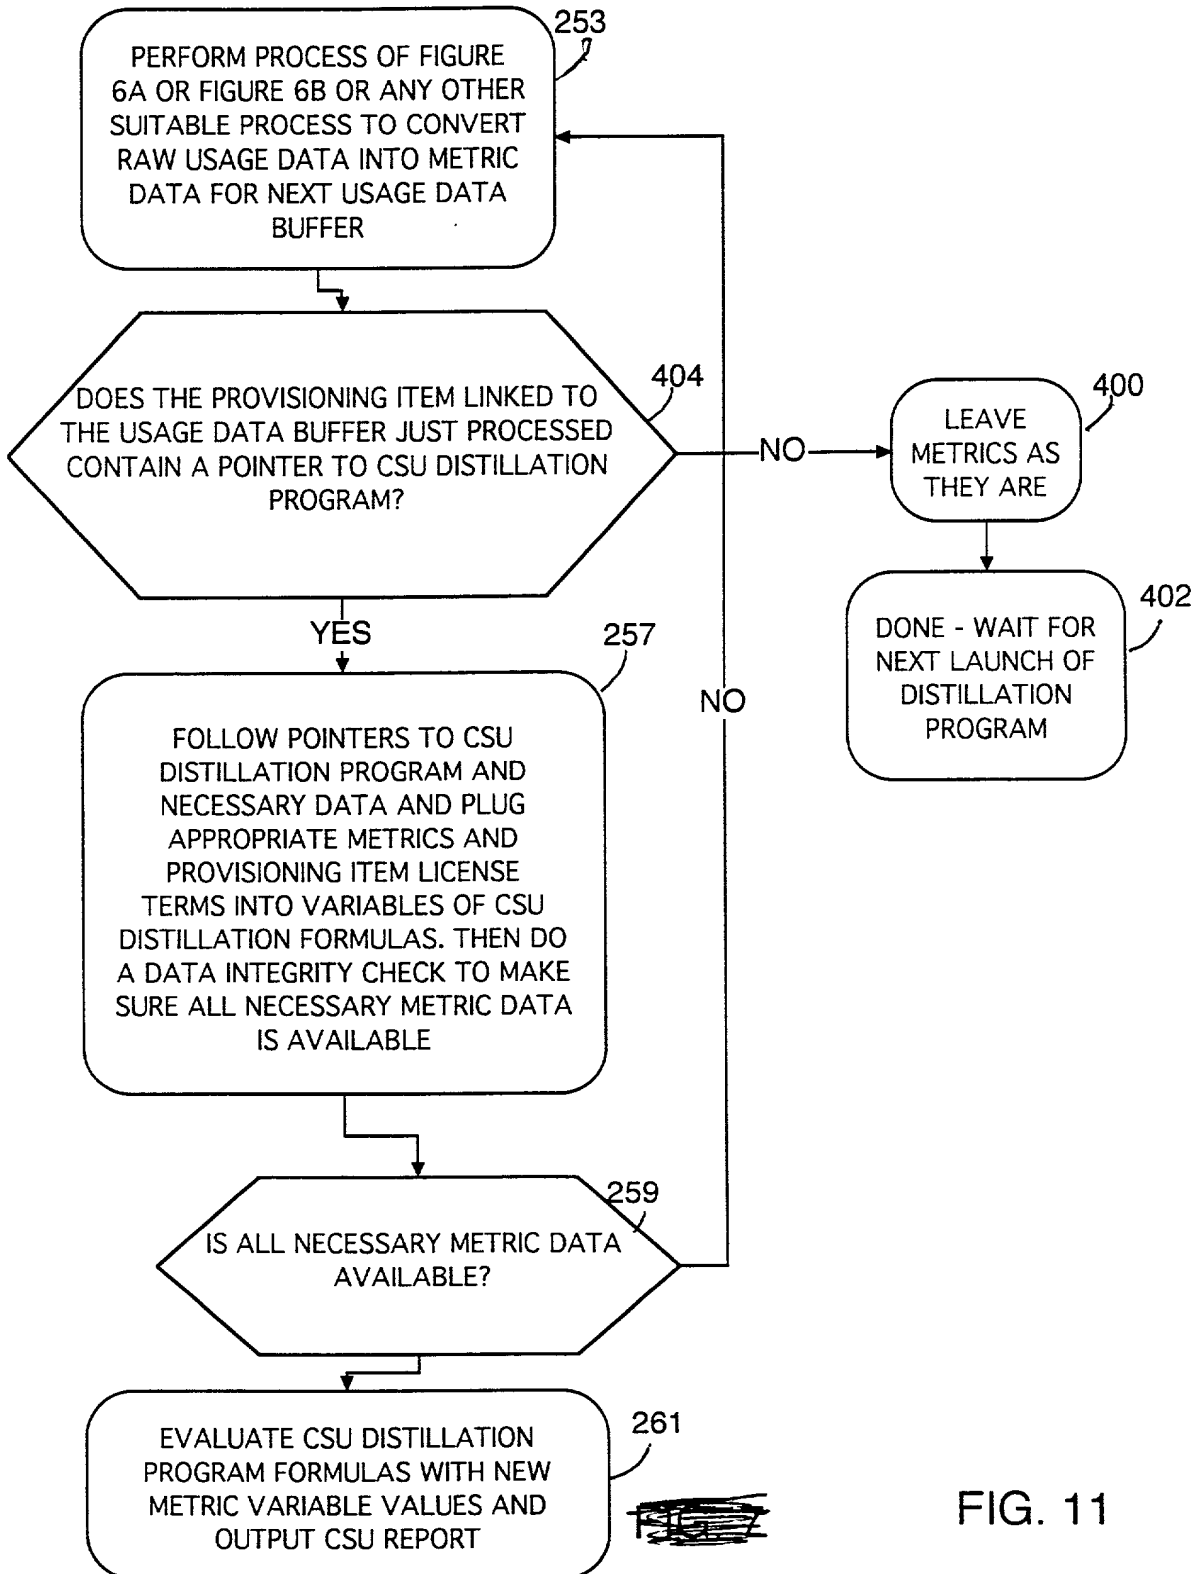 253
PERFORM PROCESS OF FIGURE
6A OR FIGURE 6B OR ANY OTHER
SUITABLE PROCESS TO CONVERT
RAW USAGE DATA INTO METRIC
DATA FOR NEXT USAGE DATA
BUFFER
404
DOES THE PROVISIONING ITEM LINKED TO
THE USAGE DATA BUFFER JUST PROCESSED
CONTAIN A POINTER TO CSU DISTILLATION
PROGRAM?
NO
400
LEAVE
METRICS AS
THEY ARE
402
DONE - WAIT FOR
NEXT LAUNCH OF
DISTILLATION
PROGRAM
YES
257
NO
FOLLOW POINTERS TO CSU
DISTILLATION PROGRAM AND
NECESSARY DATA AND PLUG
APPROPRIATE METRICS AND
PROVISIONING ITEM LICENSE
TERMS INTO VARIABLES OF CSU
DISTILLATION FORMULAS. THEN DO
A DATA INTEGRITY CHECK TO MAKE
SURE ALL NECESSARY METRIC DATA
IS AVAILABLE
259
IS ALL NECESSARY METRIC DATA
AVAILABLE?
261
EVALUATE CSU DISTILLATION
PROGRAM FORMULAS WITH NEW
METRIC VARIABLE VALUES AND
OUTPUT CSU REPORT
FIG. 11